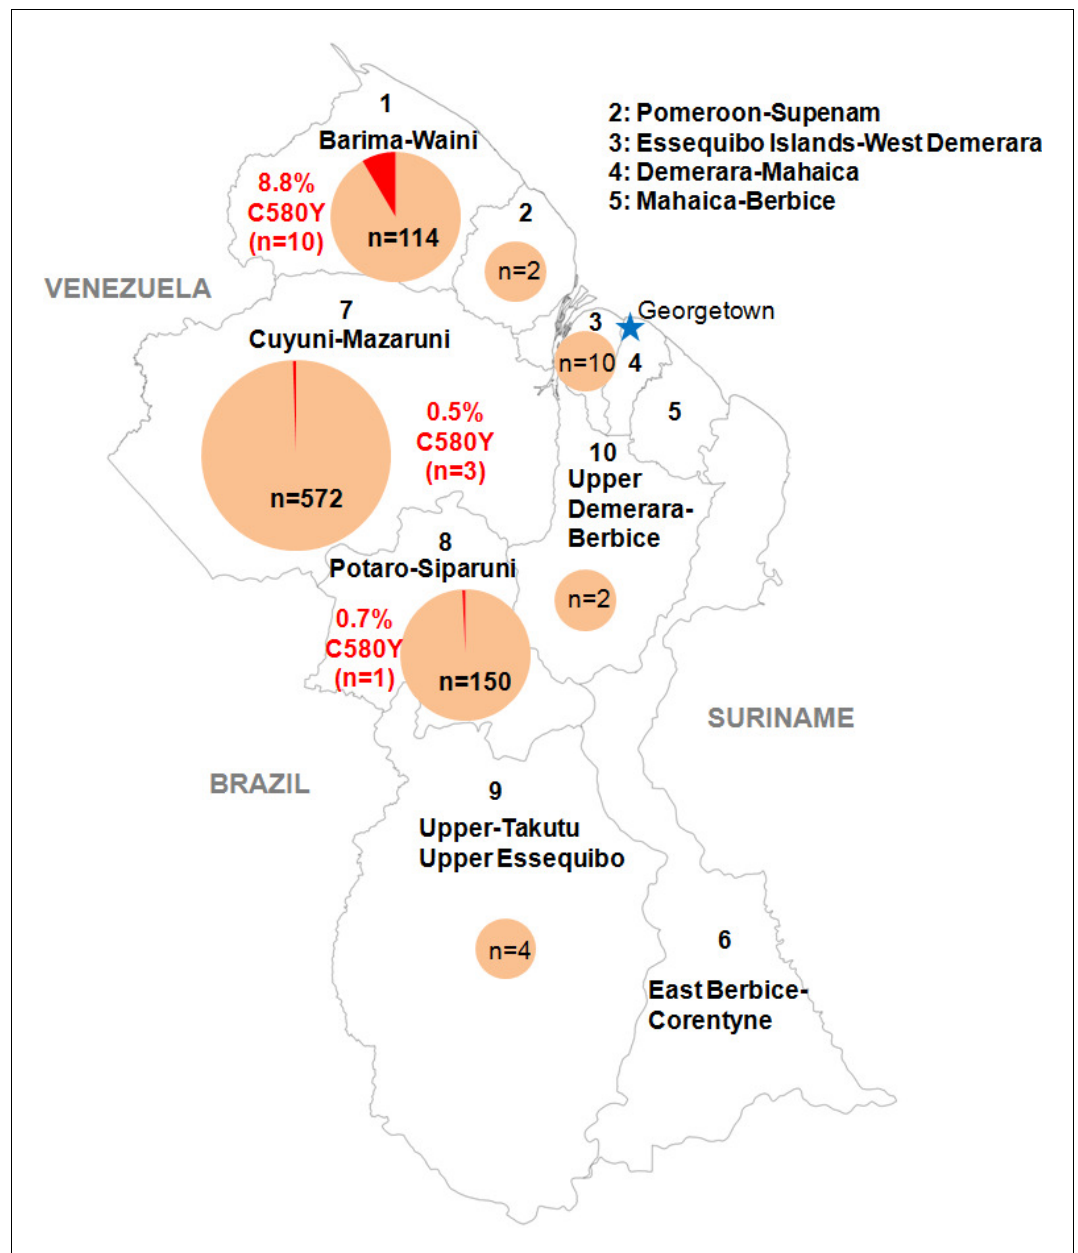 1
Barima-Waini
8.8%
C580Y
(n=10)
n=114
2: Pomeroon-Supenam
3: Essequibo Islands-West Demerara
4: Demerara-Mahaica
5: Mahaica-Berbice
2
n=2
VENEZUELA
7
Cuyuni-Mazaruni
3
Georgetown
n=10
4
5
0.5%
C580Y
(n=3)
n=572
10
Upper
Demerara-
Berbice
n=2
8
Potaro-Siparuni
0.7%
C580Y
(n=1)
n=150
SURINAME
BRAZIL
9
Upper-Takutu
Upper Essequibo
n=4
6
East Berbice-
Corentyne